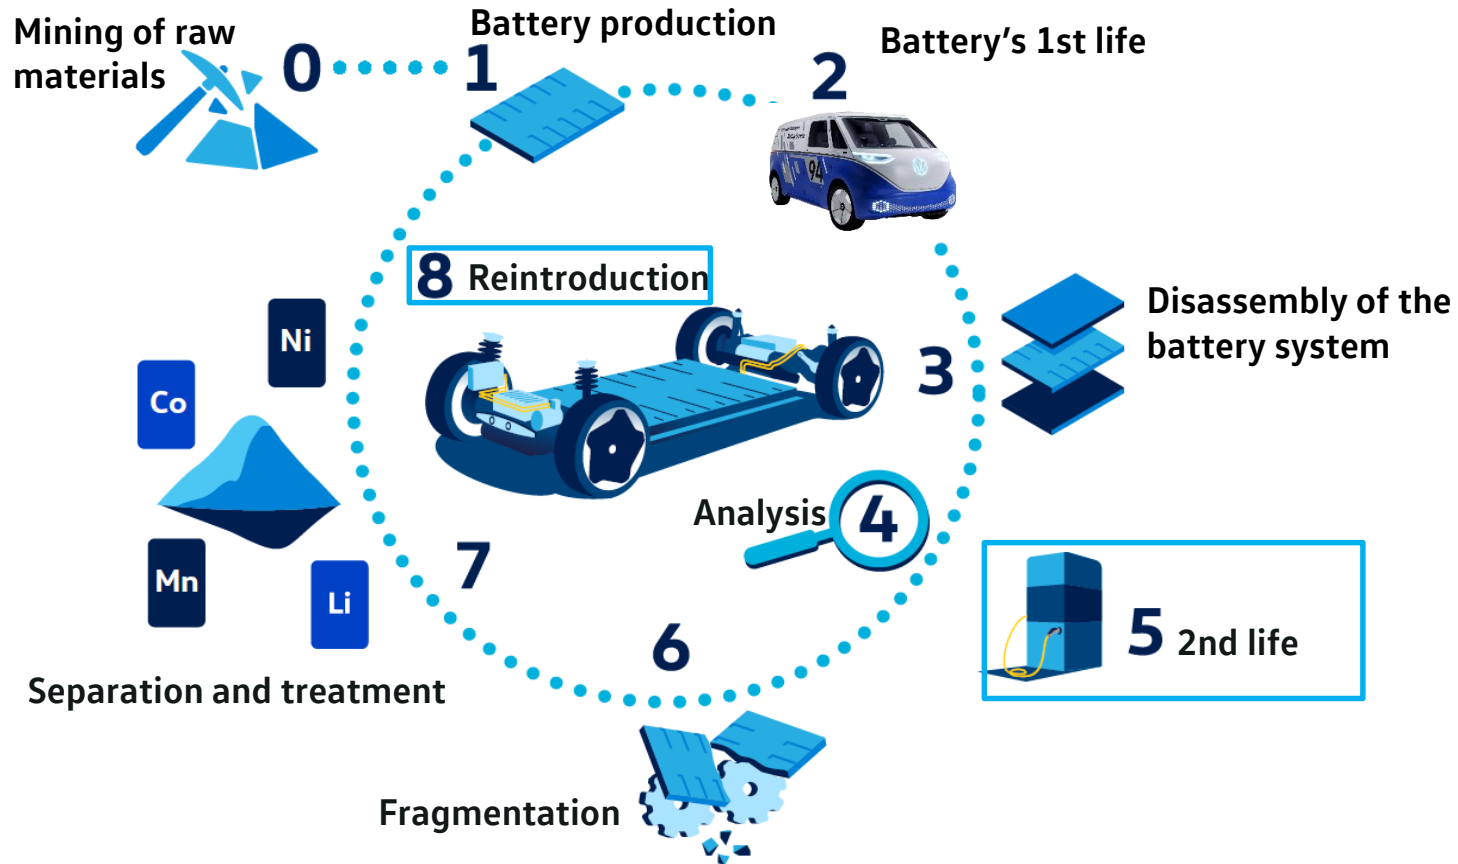 Mining of raw
materials
0
1
Battery production
2
Battery's 1st life
94
8 Reintroduction
3
Disassembly of the
battery system
Analysis 4
5 2nd life
6
Fragmentation
7
Ni
Co
Mn
Li
Separation and treatment